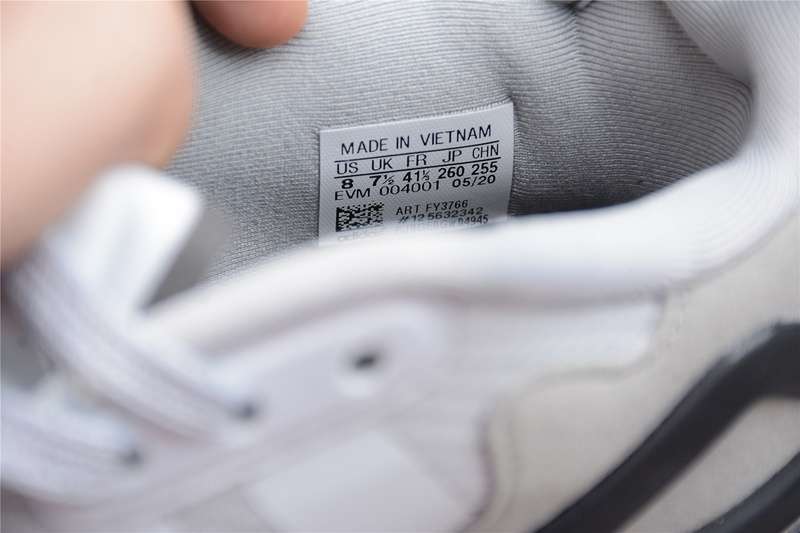 MADE IN VIETNAM
US UK FR JP CHN
8 7½ 41⅓ 260 255
EVM 004001 05/20
ART FY3766
#125632342